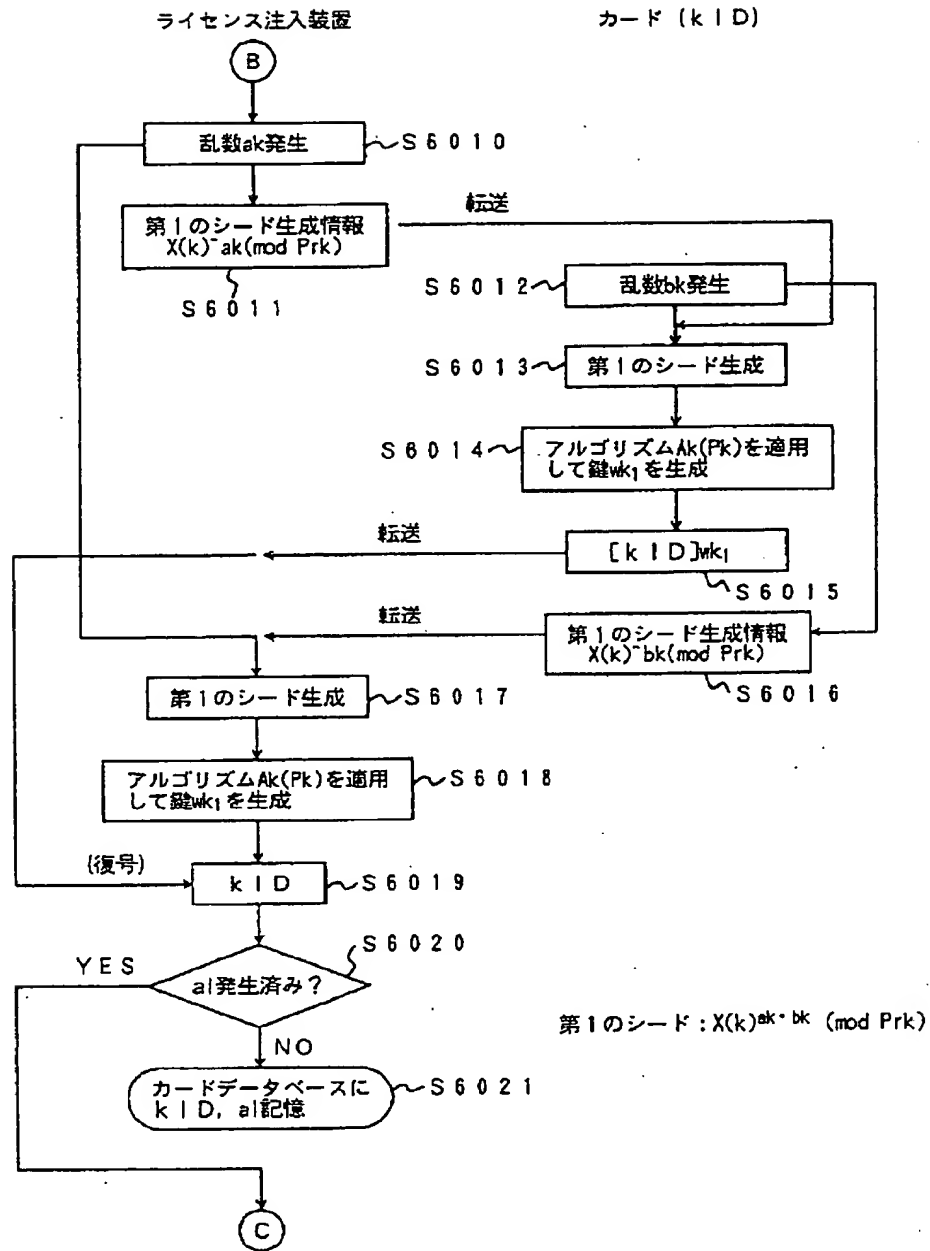 ライセンス注入装置
カード (kID)
B
乱数ak発生
S6010
第1のシード生成情報
X(k)^ak(mod Prk)
S6011
転送
S6012
乱数bk発生
S6013
第1のシード生成
S6014
アルゴリズムAk(Pk)を適用
して鍵wk₁を生成
転送
[kID]wk₁
S6015
転送
第1のシード生成情報
X(k)^bk(mod Prk)
S6016
第1のシード生成
S6017
アルゴリズムAk(Pk)を適用
して鍵wk₁を生成
S6018
(復号)
kID
S6019
S6020
YES
al発生済み?
第1のシード:X(k)ak·bk (mod Prk)
NO
カードデータベースに
kID, al記憶
S6021
C